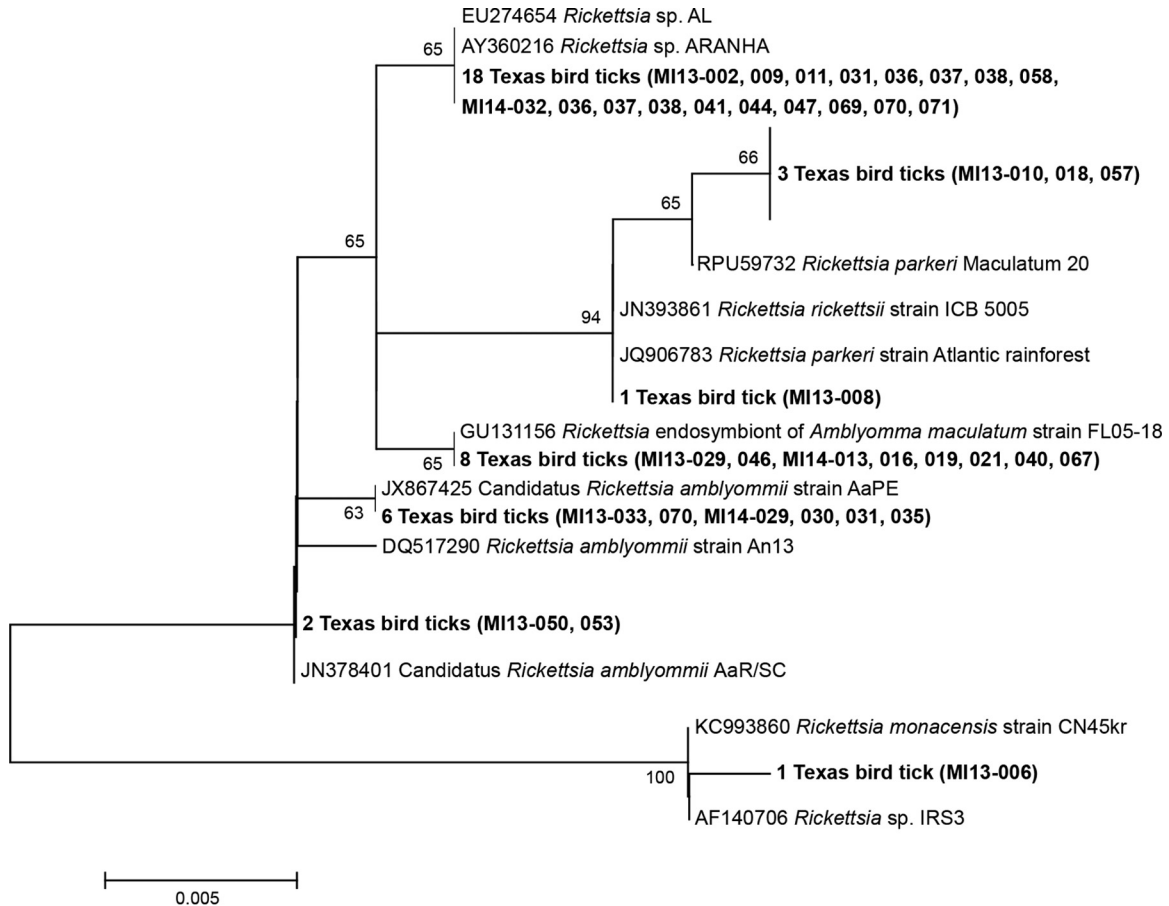 EU274654 Rickettsia sp. AL
65
AY360216 Rickettsia sp. ARANHA
18 Texas bird ticks (MI13-002, 009, 011, 031, 036, 037, 038, 058,
MI14-032, 036, 037, 038, 041, 044, 047, 069, 070, 071)
66
3 Texas bird ticks (MI13-010, 018, 057)
65
65
RPU59732 Rickettsia parkeri Maculatum 20
JN393861 Rickettsia rickettsii strain ICB 5005
94
JQ906783 Rickettsia parkeri strain Atlantic rainforest
1 Texas bird tick (MI13-008)
GU131156 Rickettsia endosymbiont of Amblyomma maculatum strain FL05-18
65
8 Texas bird ticks (MI13-029, 046, MI14-013, 016, 019, 021, 040, 067)
JX867425 Candidatus Rickettsia amblyommii strain AaPE
63
6 Texas bird ticks (MI13-033, 070, MI14-029, 030, 031, 035)
DQ517290 Rickettsia amblyommii strain An13
2 Texas bird ticks (MI13-050, 053)
JN378401 Candidatus Rickettsia amblyommii AaR/SC
KC993860 Rickettsia monacensis strain CN45kr
100
1 Texas bird tick (MI13-006)
AF140706 Rickettsia sp. IRS3
0.005